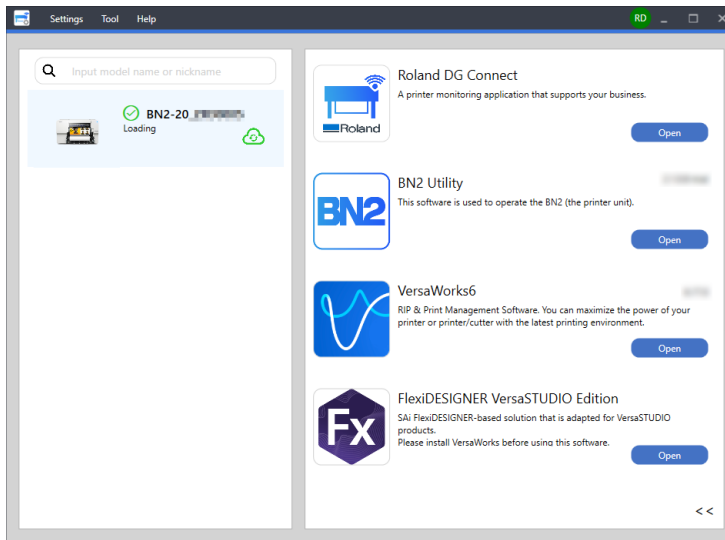 Settings Tool Help RD
Input model name or nickname
BN2-20
Loading
Roland DG Connect
A printer monitoring application that supports your business.
Roland
Open
BN2 Utility
This software is used to operate the BN2 (the printer unit).
BN2
Open
VersaWorks6
RIP & Print Management Software. You can maximize the power of your
printer or printer/cutter with the latest printing environment.
Open
FlexiDESIGNER VersaSTUDIO Edition
SAi FlexiDESIGNER-based solution that is adapted for VersaSTUDIO
products.
Please install VersaWorks before using this software.
Fx
Open
<<